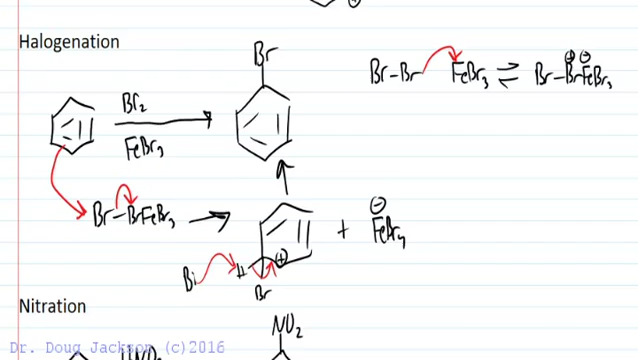 Halogenation
Br
Br–Br FeBr₃ ⇌ Br–Br⊕FeBr₃⊖
Br₂
FeBr₃
Br–BrFeBr₃ → + ⊖FeBr₄
⊕
H
Br
Nitration
NO₂
Dr. Doug Jackson (c)2016